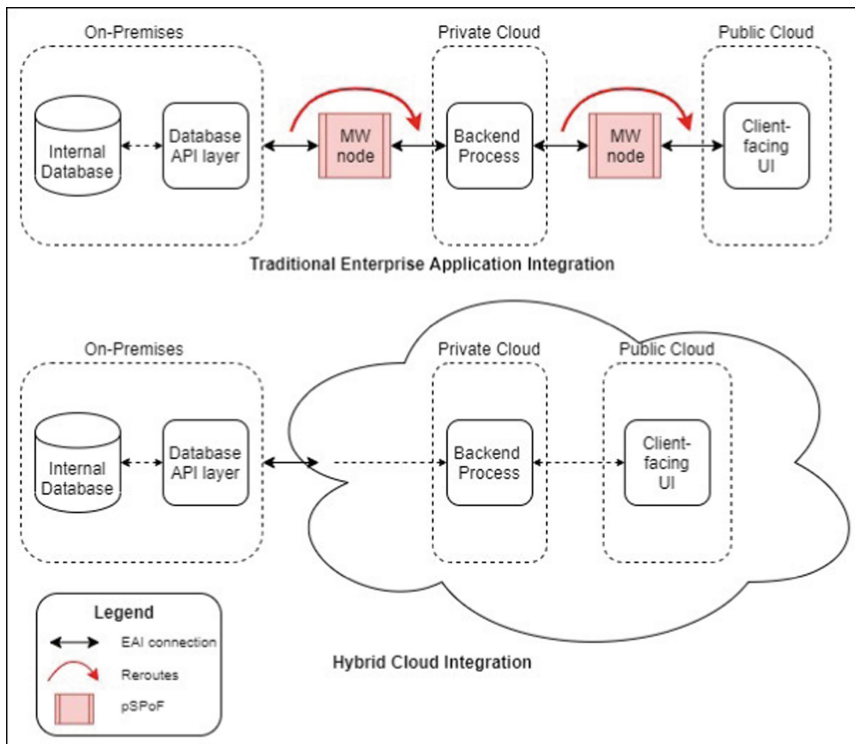 On-Premises
Private Cloud
Public Cloud
Internal
Database
Database
API layer
MW
node
Backend
Process
MW
node
Client-
facing
UI
Traditional Enterprise Application Integration
On-Premises
Private Cloud
Public Cloud
Internal
Database
Database
API layer
Backend
Process
Client-
facing
UI
Legend
EAI connection
Reroutes
pSPoF
Hybrid Cloud Integration